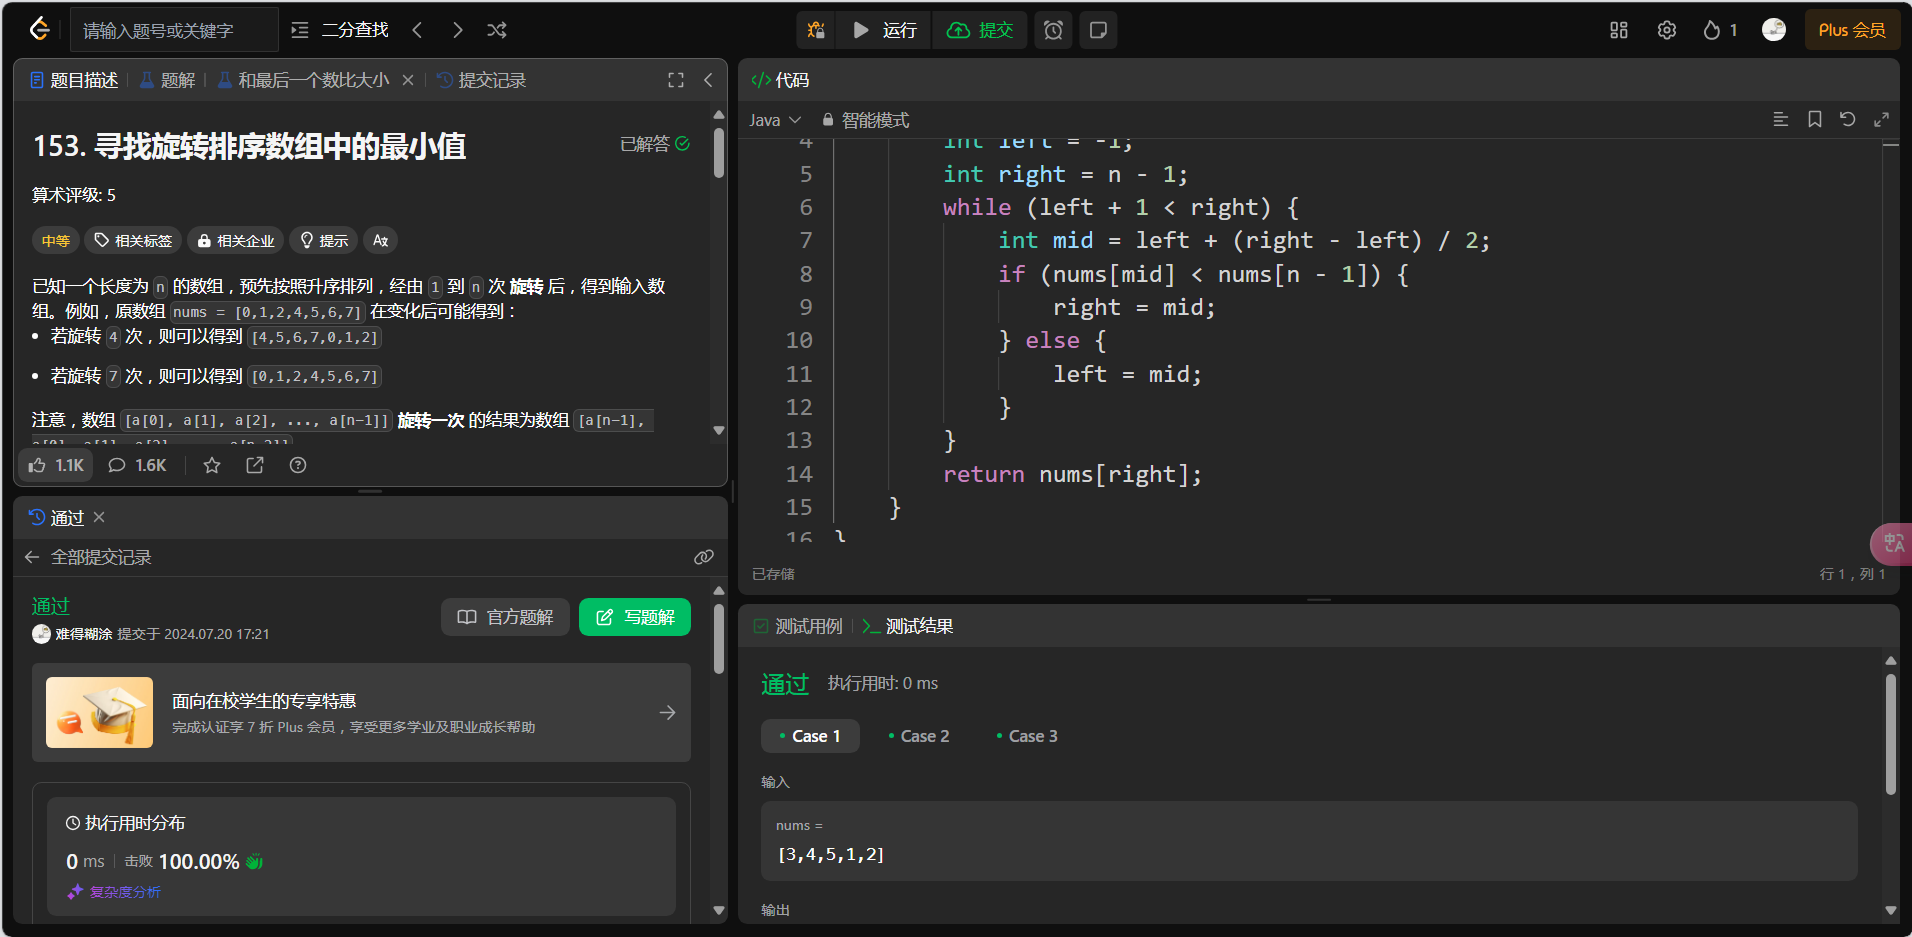 请输入题号或关键字
二分查找
运行
提交
1
Plus 会员
题目描述
题解
和最后一个数比大小
提交记录
153. 寻找旋转排序数组中的最小值
已解答
算术评级: 5
中等
相关标签
相关企业
提示
已知一个长度为 n 的数组，预先按照升序排列，经由 1 到 n 次 旋转 后，得到输入数
组。例如，原数组 nums = [0,1,2,4,5,6,7] 在变化后可能得到：
若旋转 4 次，则可以得到 [4,5,6,7,0,1,2]
若旋转 7 次，则可以得到 [0,1,2,4,5,6,7]
注意，数组 [a[0], a[1], a[2], ..., a[n-1]] 旋转一次 的结果为数组 [a[n-1],
1.1K
1.6K
通过
全部提交记录
通过
难得糊涂 提交于 2024.07.20 17:21
官方题解
写题解
面向在校学生的专享特惠
完成认证享 7 折 Plus 会员，享受更多学业及职业成长帮助
执行用时分布
0 ms
击败 100.00%
复杂度分析
代码
Java
智能模式
4 int left = -1;
5 int right = n - 1;
6 while (left + 1 < right) {
7 int mid = left + (right - left) / 2;
8 if (nums[mid] < nums[n - 1]) {
9 right = mid;
10 } else {
11 left = mid;
12 }
13 }
14 return nums[right];
15 }
16 }
已存储
行 1，列 1
测试用例
测试结果
通过
执行用时: 0 ms
Case 1
Case 2
Case 3
输入
nums =
[3,4,5,1,2]
输出